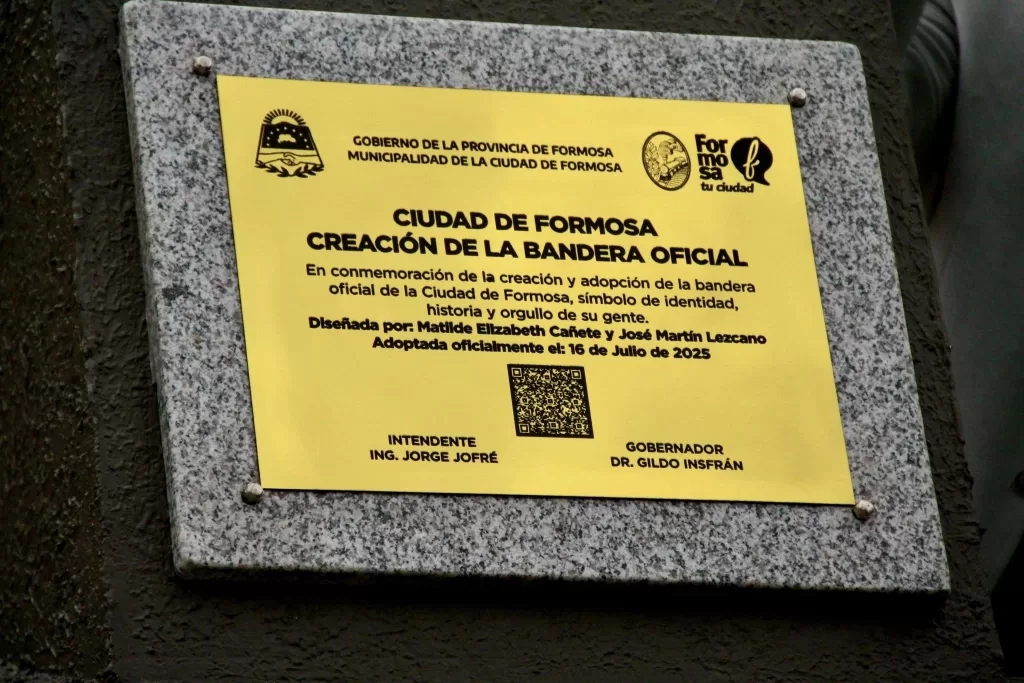 GOBIERNO DE LA PROVINCIA DE FORMOSA
MUNICIPALIDAD DE LA CIUDAD DE FORMOSA
For
mo
sa
tu ciudad
f
CIUDAD DE FORMOSA
CREACIÓN DE LA BANDERA OFICIAL
En conmemoración de la creación y adopción de la bandera
oficial de la Ciudad de Formosa, símbolo de identidad,
historia y orgullo de su gente.
Diseñada por: Matilde Elizabeth Cañete y José Martín Lezcano
Adoptada oficialmente el: 16 de Julio de 2025
INTENDENTE
ING. JORGE JOFRÉ
GOBERNADOR
DR. GILDO INSFRÁN